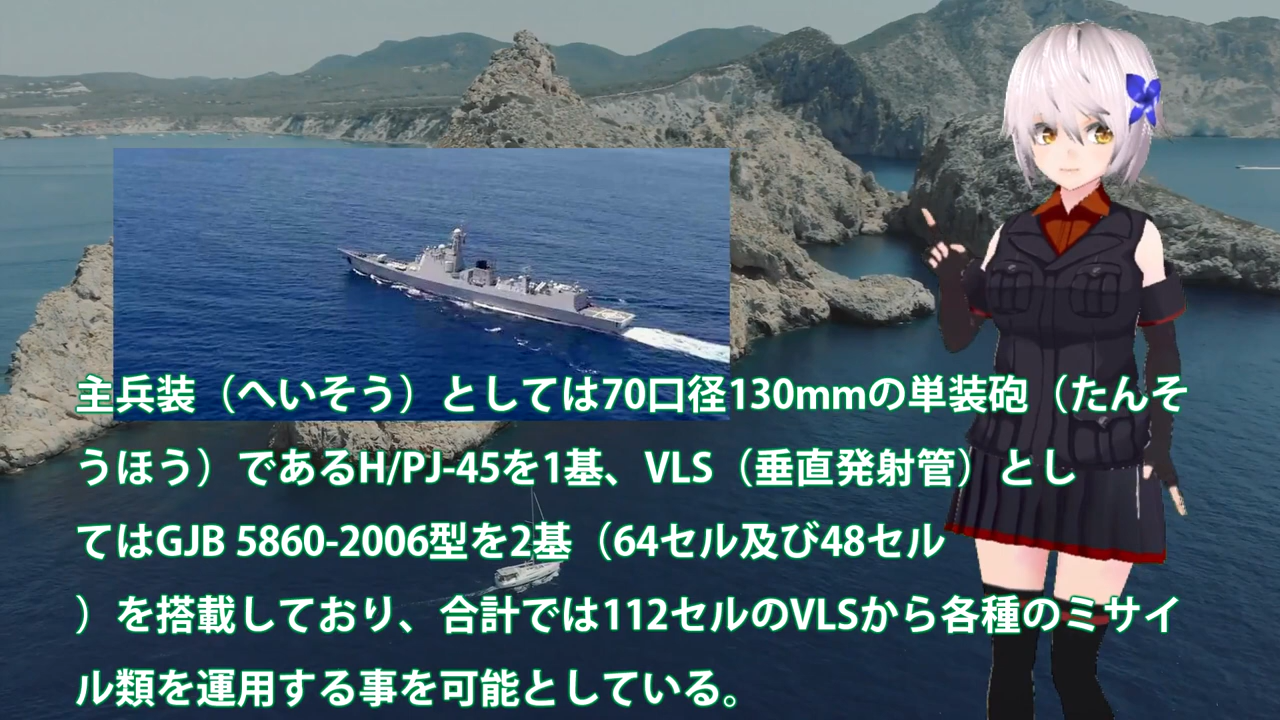 主兵装（へいそう）としては70口径130mmの単装砲（たんそ
うほう）であるH/PJ-45を1基、VLS（垂直発射管）とし
てはGJB 5860-2006型を2基（64セル及び48セル
）を搭載しており、合計では112セルのVLSから各種のミサイ
ル類を運用する事を可能としている。